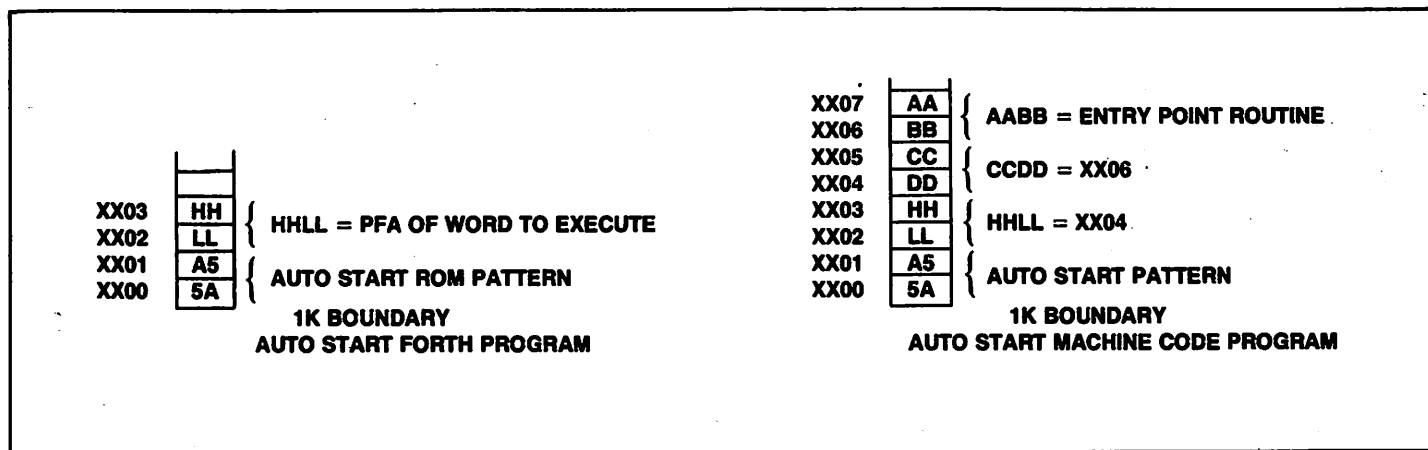 XX03 HH
XX02 LL
{ HHLL = PFA OF WORD TO EXECUTE
XX01 A5
XX00 5A
{ AUTO START ROM PATTERN
1K BOUNDARY
AUTO START FORTH PROGRAM
XX07 AA
XX06 BB
{ AABB = ENTRY POINT ROUTINE
XX05 CC
XX04 DD
{ CCDD = XX06
XX03 HH
XX02 LL
{ HHLL = XX04
XX01 A5
XX00 5A
{ AUTO START PATTERN
1K BOUNDARY
AUTO START MACHINE CODE PROGRAM